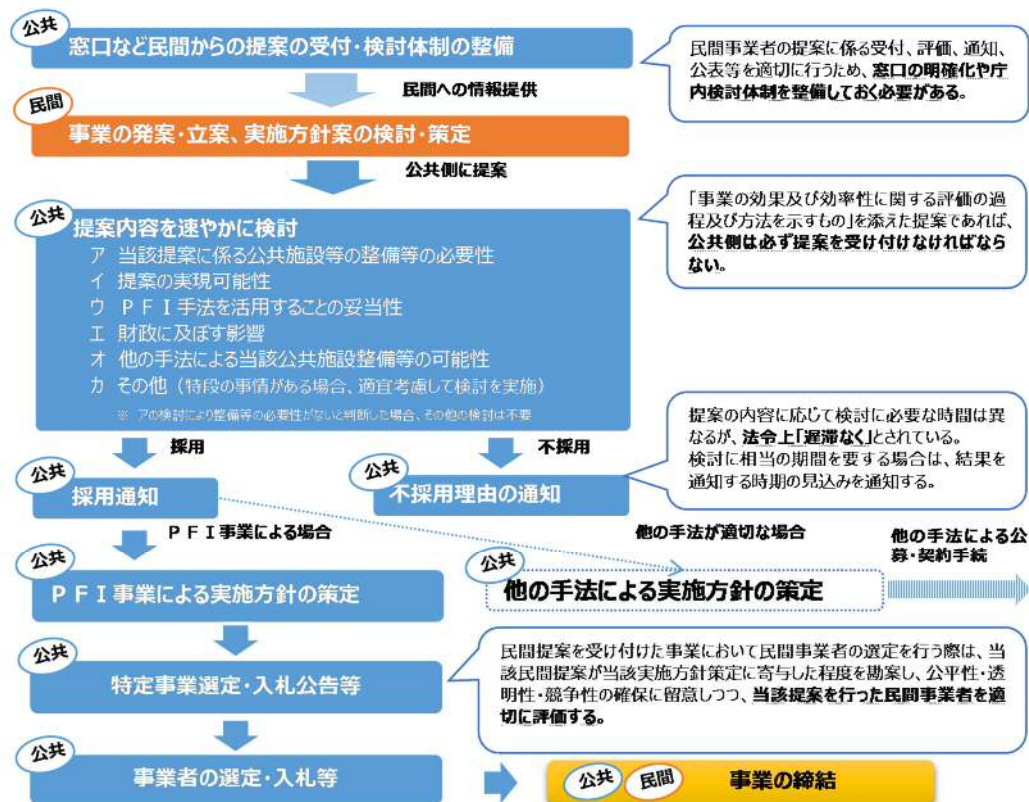 公共
窓口など民間からの提案の受付・検討体制の整備
民間事業者の提案に係る受付、評価、通知、
公表等を適切に行うため、窓口の明確化や庁
内検討体制を整備しておく必要がある。
民間への情報提供
民間
事業の発案・立案、実施方針案の検討・策定
公共側に提案
公共
提案内容を速やかに検討
ア 当該提案に係る公共施設等の整備等の必要性
イ 提案の実現可能性
ウ ＰＦＩ手法を活用することの妥当性
エ 財政に及ぼす影響
オ 他の手法による当該公共施設整備等の可能性
カ その他（特段の事情がある場合、適宜考慮して検討を実施）
※ アの検討により整備等の必要性がないと判断した場合、その他の検討は不要
「事業の効果及び効率性に関する評価の過
程及び方法を示すもの」を添えた提案であれば、
公共側は必ず提案を受け付けなければなら
ない。
採用
不採用
提案の内容に応じて検討に必要な時間は異
なるが、法令上「遅滞なく」とされている。
検討に相当の期間を要する場合は、結果を
通知する時期の見込みを通知する。
公共
採用通知
公共
不採用理由の通知
ＰＦＩ事業による場合
他の手法が適切な場合
他の手法による公
募・契約手続
公共
ＰＦＩ事業による実施方針の策定
公共
他の手法による実施方針の策定
公共
特定事業選定・入札公告等
民間提案を受け付けた事業において民間事業者の選定を行う際は、当
該民間提案が当該実施方針策定に寄与した程度を勘案し、公平性・透
明性・競争性の確保に留意しつつ、当該提案を行った民間事業者を適
切に評価する。
公共
事業者の選定・入札等
公共
民間
事業の締結